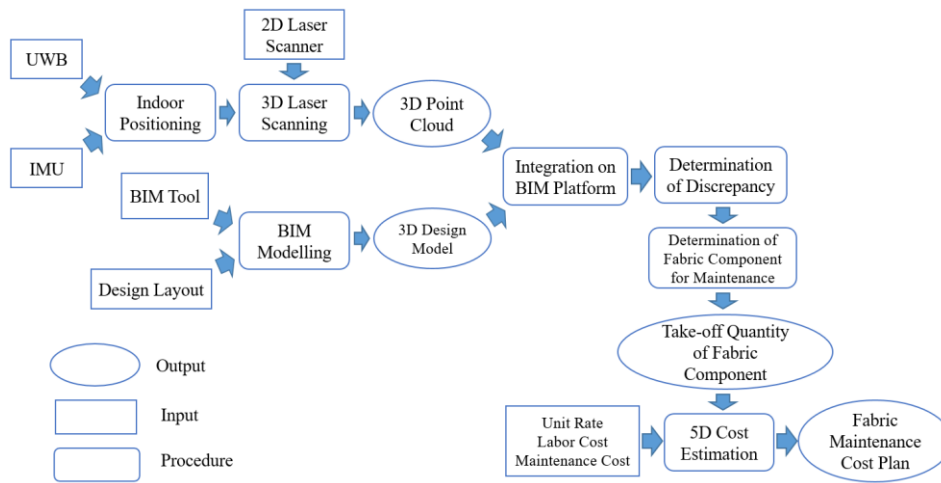 2D Laser
Scanner
UWB
Indoor
Positioning
3D Laser
Scanning
3D Point
Cloud
IMU
Integration on
BIM Platform
Determination
of Discrepancy
BIM Tool
BIM
Modelling
3D Design
Model
Design Layout
Determination of
Fabric Component
for Maintenance
Take-off Quantity
of Fabric
Component
Output
Input
Procedure
Unit Rate
Labor Cost
Maintenance Cost
5D Cost
Estimation
Fabric
Maintenance
Cost Plan